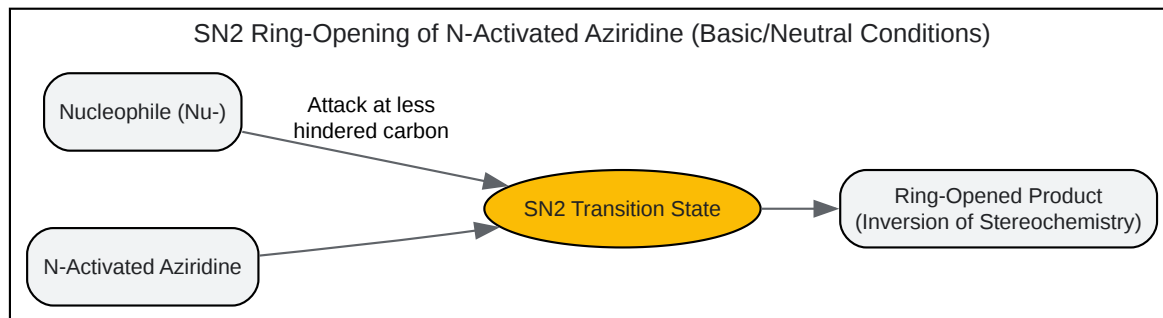 SN2 Ring-Opening of N-Activated Aziridine (Basic/Neutral Conditions)
Nucleophile (Nu-)
Attack at less
hindered carbon
SN2 Transition State
Ring-Opened Product
(Inversion of Stereochemistry)
N-Activated Aziridine